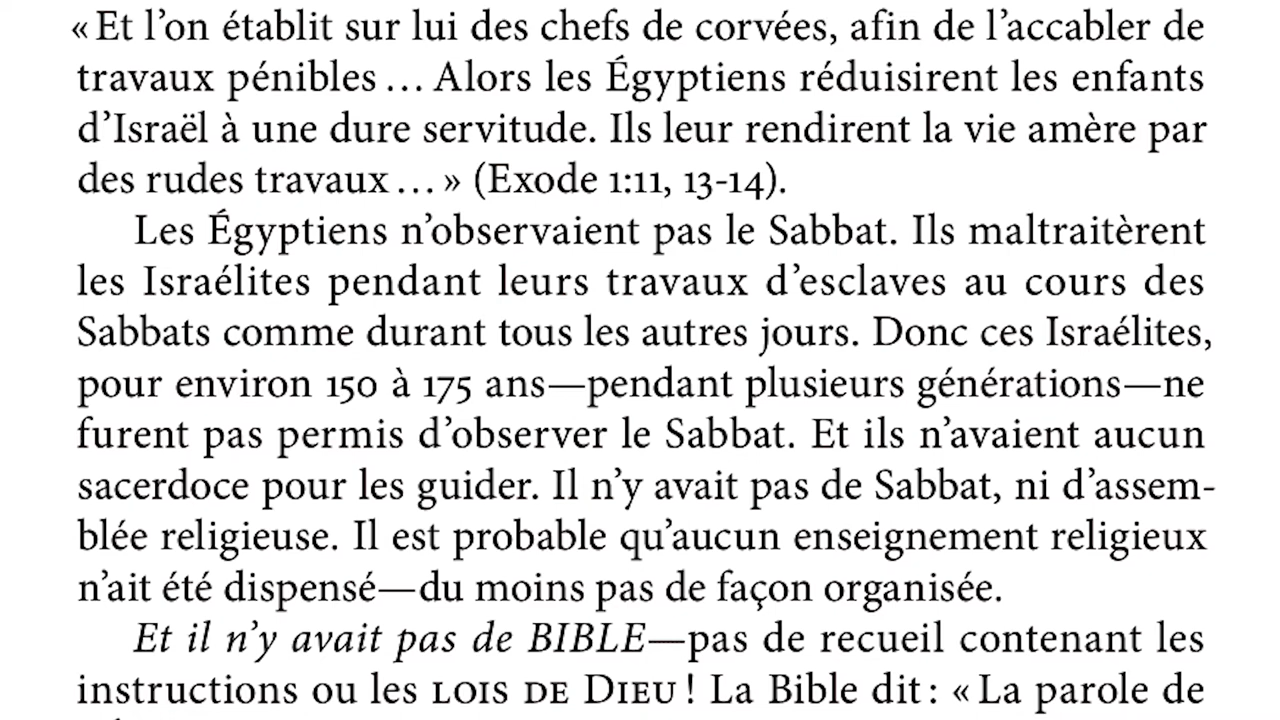 « Et l’on établit sur lui des chefs de corvées, afin de l’accabler de
travaux pénibles … Alors les Égyptiens réduisirent les enfants
d’Israël à une dure servitude. Ils leur rendirent la vie amère par
des rudes travaux … » (Exode 1:11, 13-14).
Les Égyptiens n’observaient pas le Sabbat. Ils maltraitèrent
les Israélites pendant leurs travaux d’esclaves au cours des
Sabbats comme durant tous les autres jours. Donc ces Israélites,
pour environ 150 à 175 ans—pendant plusieurs générations—ne
furent pas permis d’observer le Sabbat. Et ils n’avaient aucun
sacerdoce pour les guider. Il n’y avait pas de Sabbat, ni d’assem-
blée religieuse. Il est probable qu’aucun enseignement religieux
n’ait été dispensé—du moins pas de façon organisée.
Et il n’y avait pas de BIBLE—pas de recueil contenant les
instructions ou les LOIS DE DIEU ! La Bible dit : « La parole de